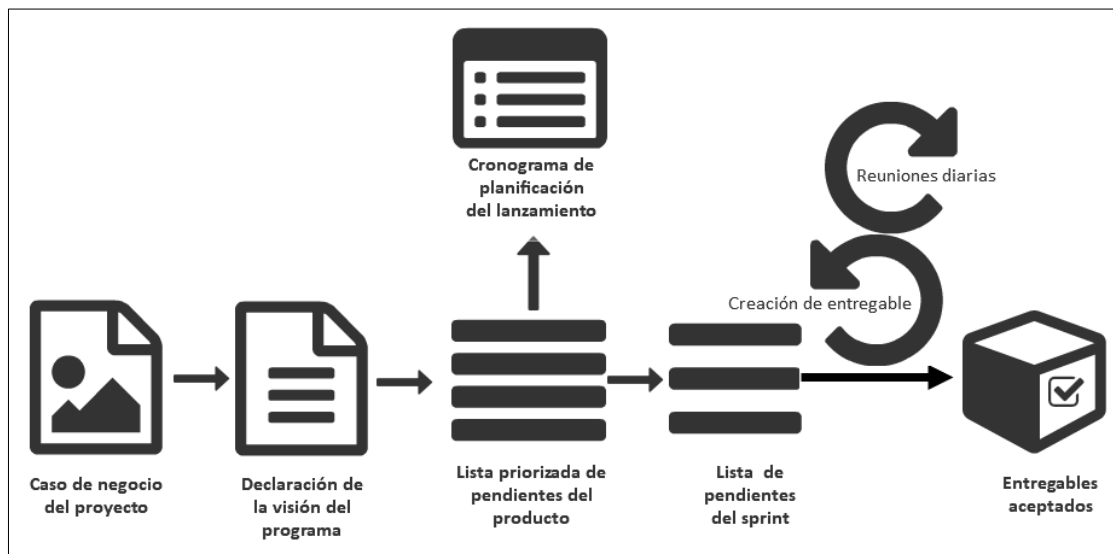 Cronograma de
planificación
del lanzamiento
Reuniones diarias
Creación de entregable
Caso de negocio
del proyecto
Declaración de
la visión del
programa
Lista priorizada de
pendientes del
producto
Lista de
pendientes
del sprint
Entregables
aceptados